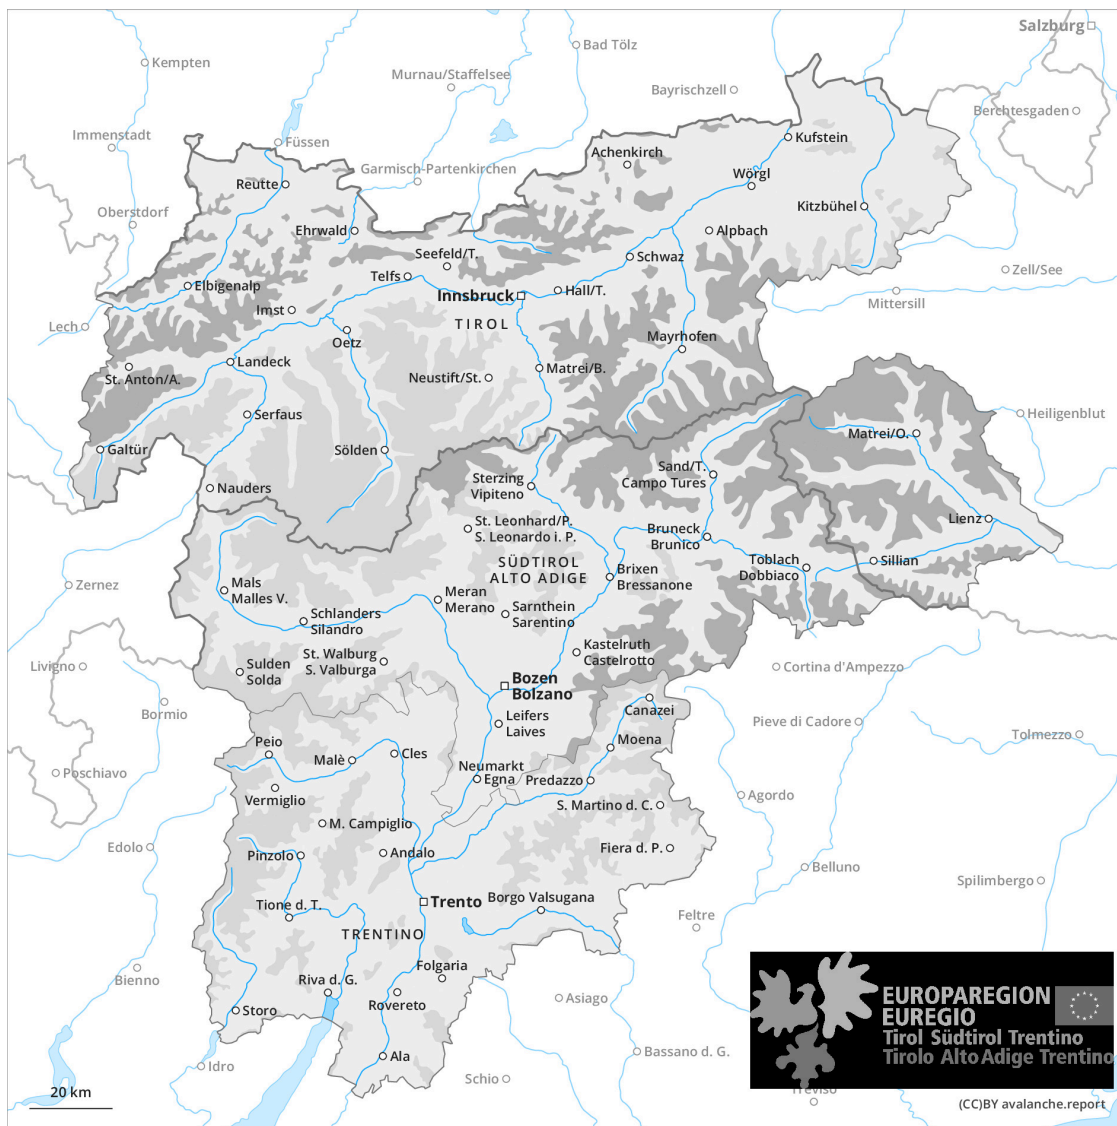 Salzburg
Bad Tölz
Kempten
Murnau/Staffelsee
Bayrischzell
Berchtesgaden
Immenstadt
Füssen
Kufstein
Achenkirch
Garmisch-Partenkirchen
Wörgl
Reutte
Oberstdorf
Kitzbühel
Ehrwald
Alpbach
Seefeld/T.
Schwaz
Zell/See
Telfs
Elbigenalp
Innsbruck
Hall/T.
Mittersill
Imst
TIROL
Lech
Oetz
Mayrhofen
Landeck
Matrei/B.
St. Anton/A.
Neustift/St.
Serfaus
Heiligenblut
Matrei/O.
Galtür
Sölden
Sand/T.
Campo Tures
Sterzing
Vipiteno
Nauders
St. Leonhard/P.
S. Leonardo i. P.
Lienz
Bruneck
Brunico
SÜDTIROL
ALTO ADIGE
Toblach
Dobbiaco
Sillian
Brixen
Bressanone
Zernez
Mals
Malles V.
Meran
Merano
Schlanders
Silandro
Sarnthein
Sarentino
Kastelruth
Castelrotto
St. Walburg
S. Valburga
Livigno
Sulden
Solda
Cortina d'Ampezzo
Bozen
Bolzano
Bormio
Canazei
Leifers
Laives
Pieve di Cadore
Tolmezzo
Peio
Moena
Malè
Cles
Neumarkt
Egna
Predazzo
Poschiavo
Vermiglio
Agordo
S. Martino d. C.
M. Campiglio
Edolo
Pinzolo
Andalo
Fiera d. P.
Belluno
Spilimbergo
Tione d. T.
Trento
Borgo Valsugana
Feltre
TRENTINO
Folgaria
Bienno
Riva d. G.
Rovereto
Asiago
Storo
EUROPAREGION
EUREGIO
Tirol Südtirol Trentino
Tirolo Alto Adige Trentino
Ala
Idro
Schio
Bassano d. G.
Treviso
20 km
(CC)BY avalanche.report